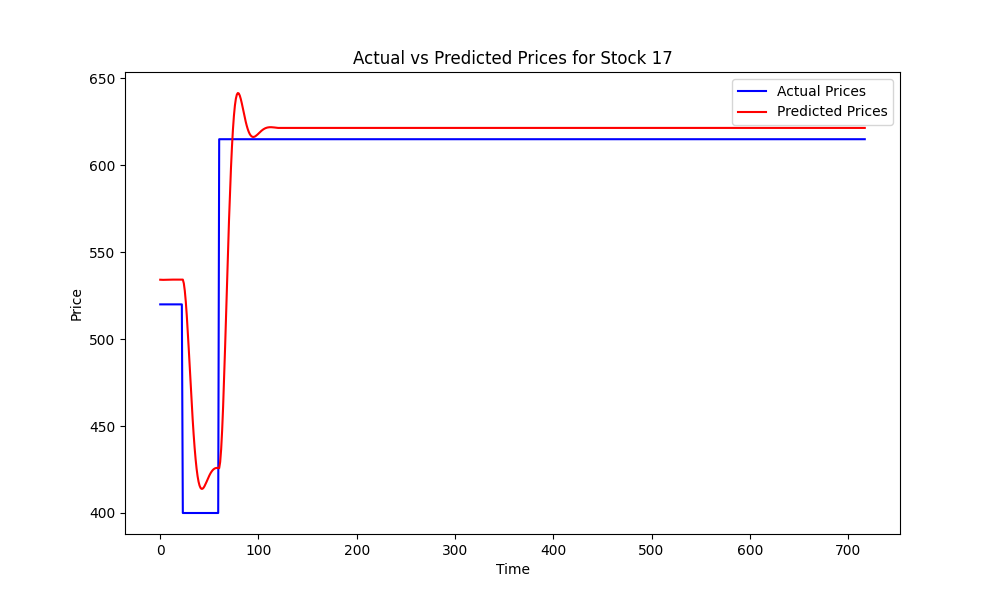 Actual vs Predicted Prices for Stock 17
Actual Prices
Predicted Prices
650
600
550
500
450
400
Price
0 100 200 300 400 500 600 700
Time